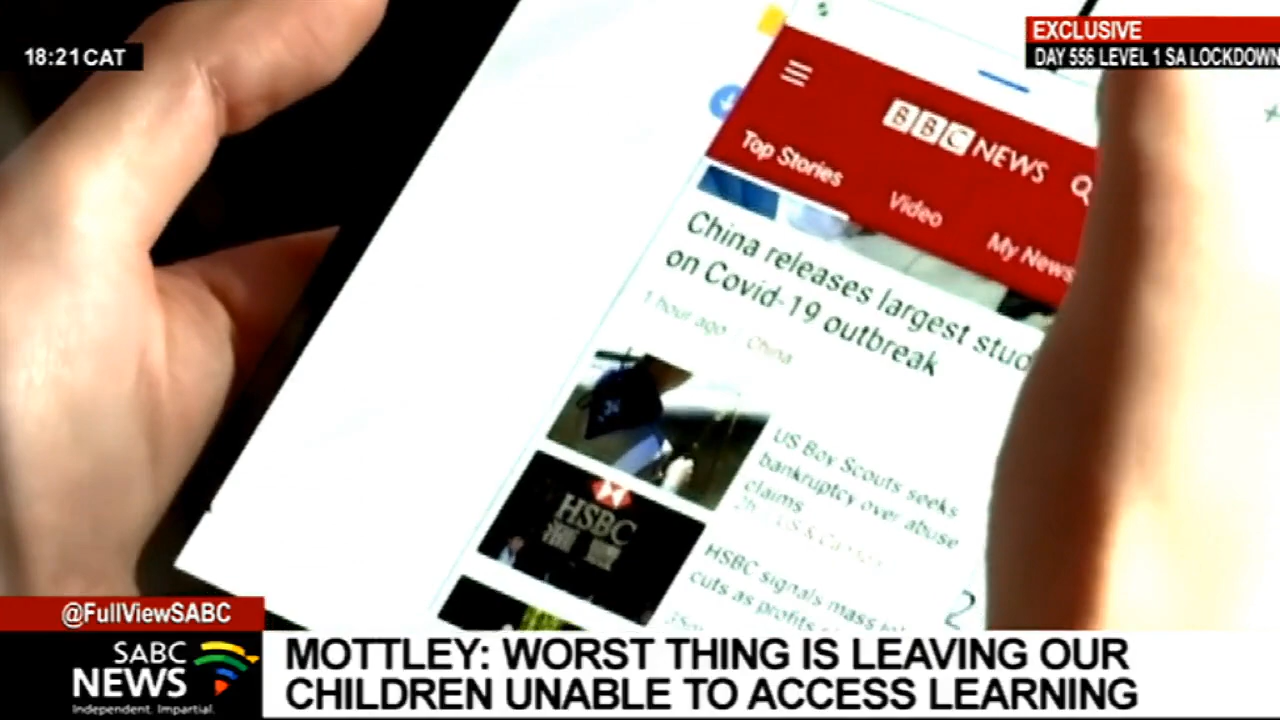 18:21 CAT
EXCLUSIVE
DAY 556 LEVEL 1 SA LOCKDOWN
BBC NEWS
Top Stories
Video
My News
China releases largest
on Covid-19 outbreak
1 hour ago | China
US Boy Scouts seeks
bankruptcy over abuse
claims
HSBC
HSBC signals mass
cuts as profits
2
@FullViewSABC
SABC
NEWS
Independent. Impartial.
MOTTLEY: WORST THING IS LEAVING OUR
CHILDREN UNABLE TO ACCESS LEARNING